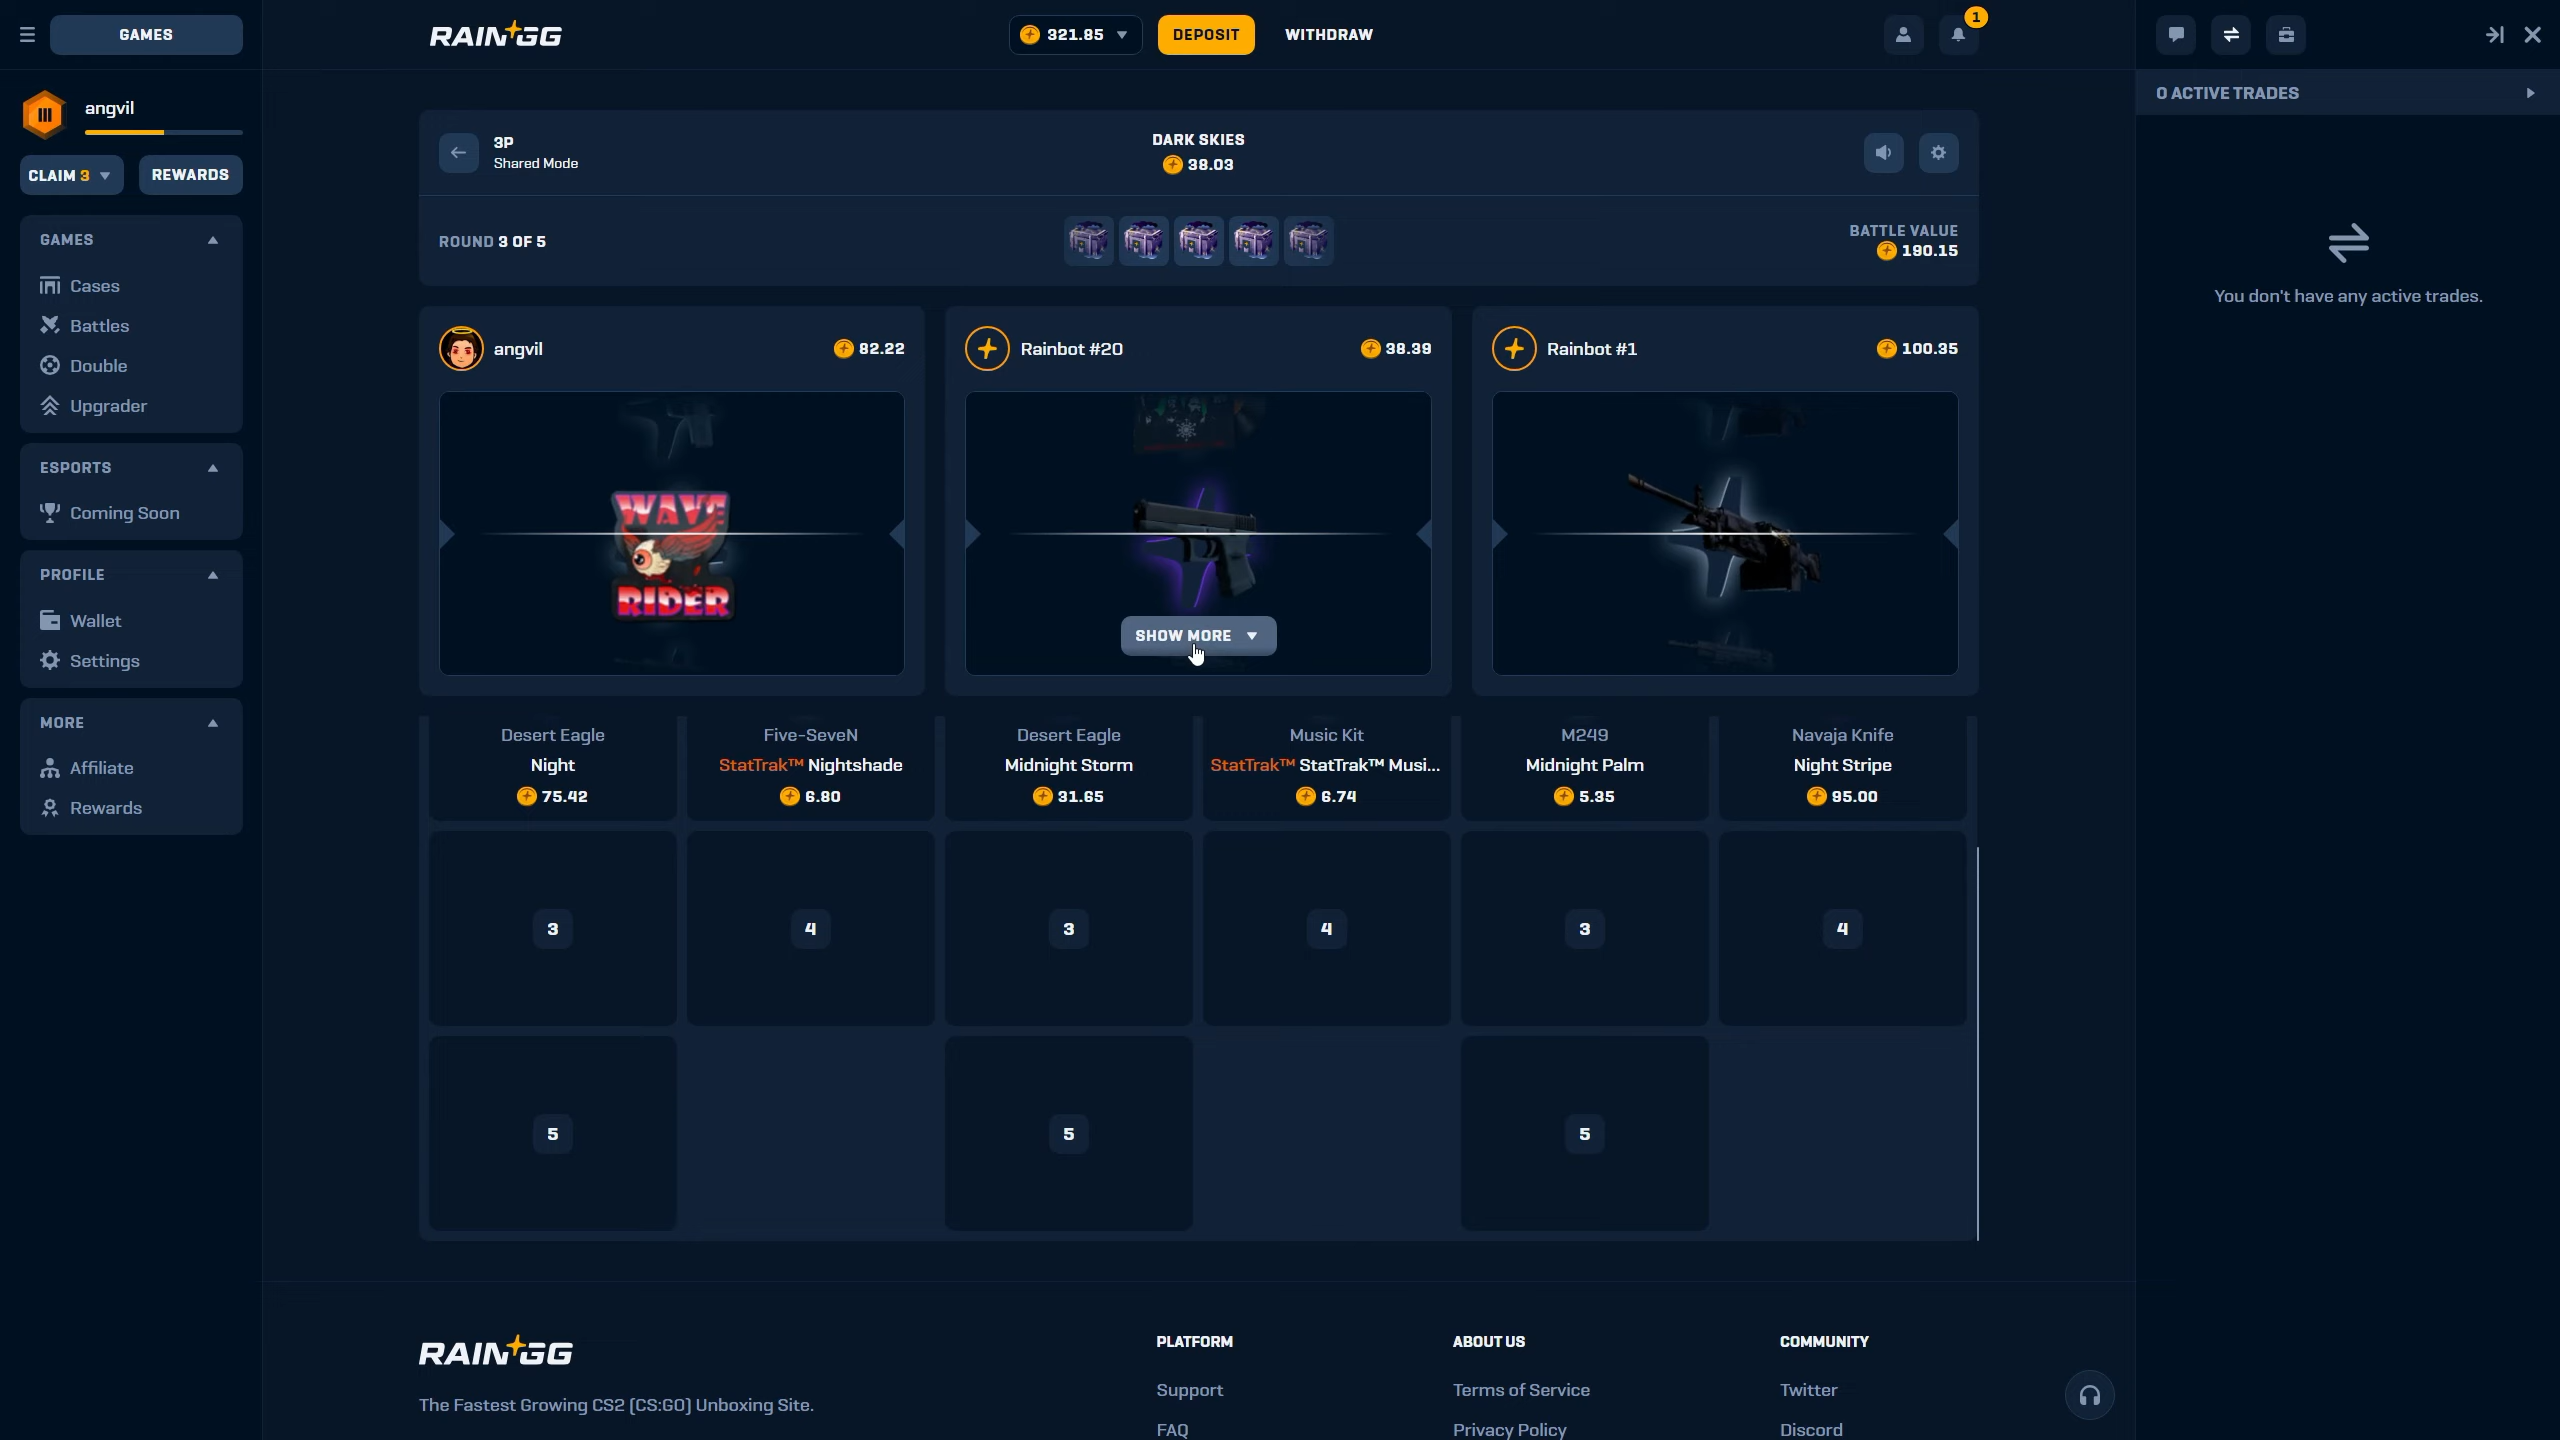 GAMES
RAIN GG
321.85
DEPOSIT
WITHDRAW
1
angvil
CLAIM 3
REWARDS
GAMES
Cases
Battles
Double
Upgrader
ESPORTS
Coming Soon
PROFILE
Wallet
Settings
MORE
Affiliate
Rewards
3P
Shared Mode
DARK SKIES
38.03
ROUND 3 OF 5
BATTLE VALUE
190.15
angvil
82.22
Rainbot #20
38.39
Rainbot #1
100.35
WAVE
RIDER
SHOW MORE
Desert Eagle
Night
75.42
Five-SeveN
StatTrak™ Nightshade
6.80
Desert Eagle
Midnight Storm
31.65
Music Kit
StatTrak™ StatTrak™ Musi...
6.74
M249
Midnight Palm
5.35
Navaja Knife
Night Stripe
95.00
3
4
3
4
3
4
5
5
5
0 ACTIVE TRADES
You don't have any active trades.
RAIN GG
The Fastest Growing CS2 (CS:GO) Unboxing Site.
PLATFORM
Support
FAQ
ABOUT US
Terms of Service
Privacy Policy
COMMUNITY
Twitter
Discord